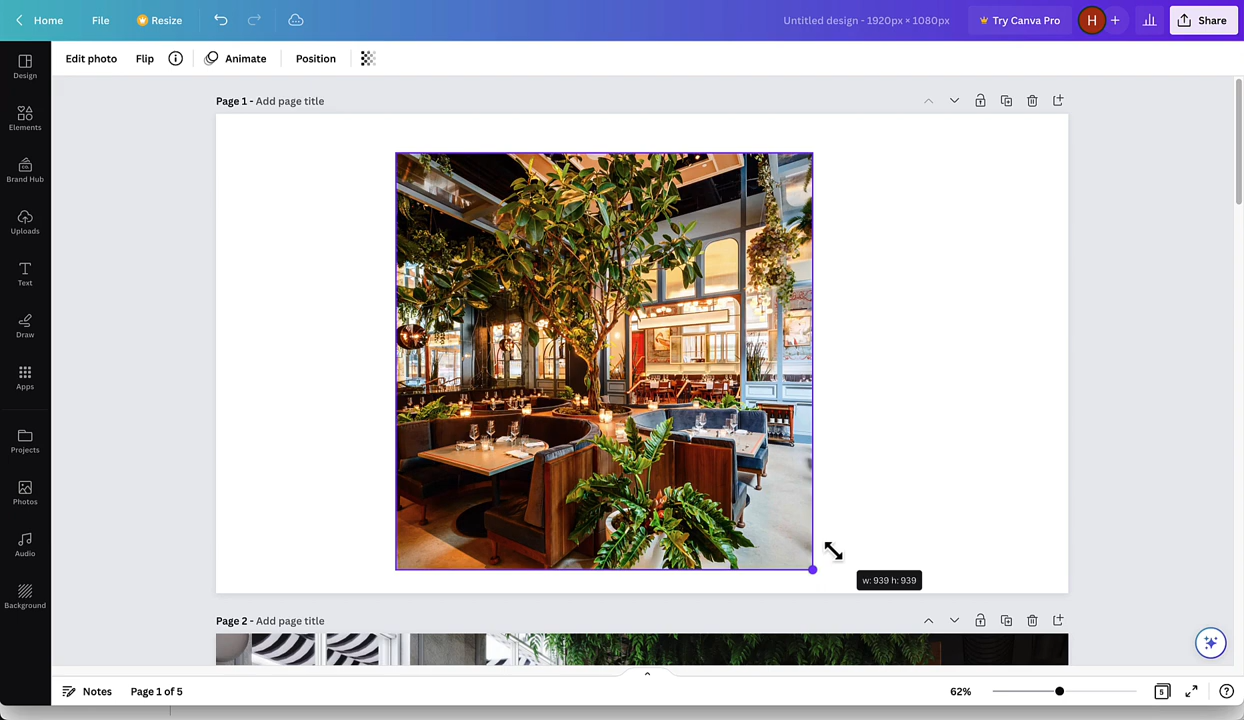 Home File Resize Untitled design - 1920px × 1080px Try Canva Pro H + Share
Edit photo Flip Animate Position
Design
Elements
Brand Hub
Uploads
Text
Draw
Apps
Projects
Photos
Audio
Background
Page 1 - Add page title
w: 939 h: 939
Page 2 - Add page title
Notes Page 1 of 5 62% 5 ?